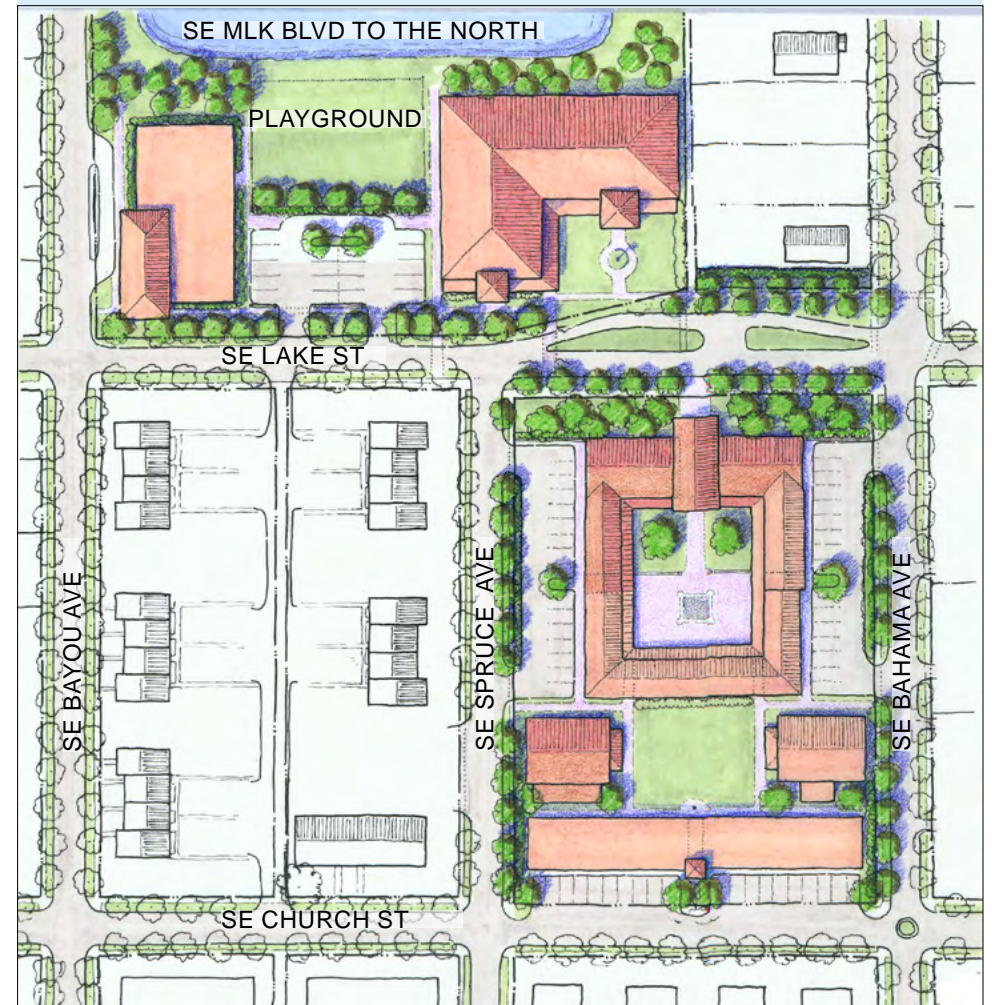 SE MLK BLVD TO THE NORTH
PLAYGROUND
SE LAKE ST
SE BAYOU AVE
SE SPRUCE AVE
SE BAHAMA AVE
SE CHURCH ST